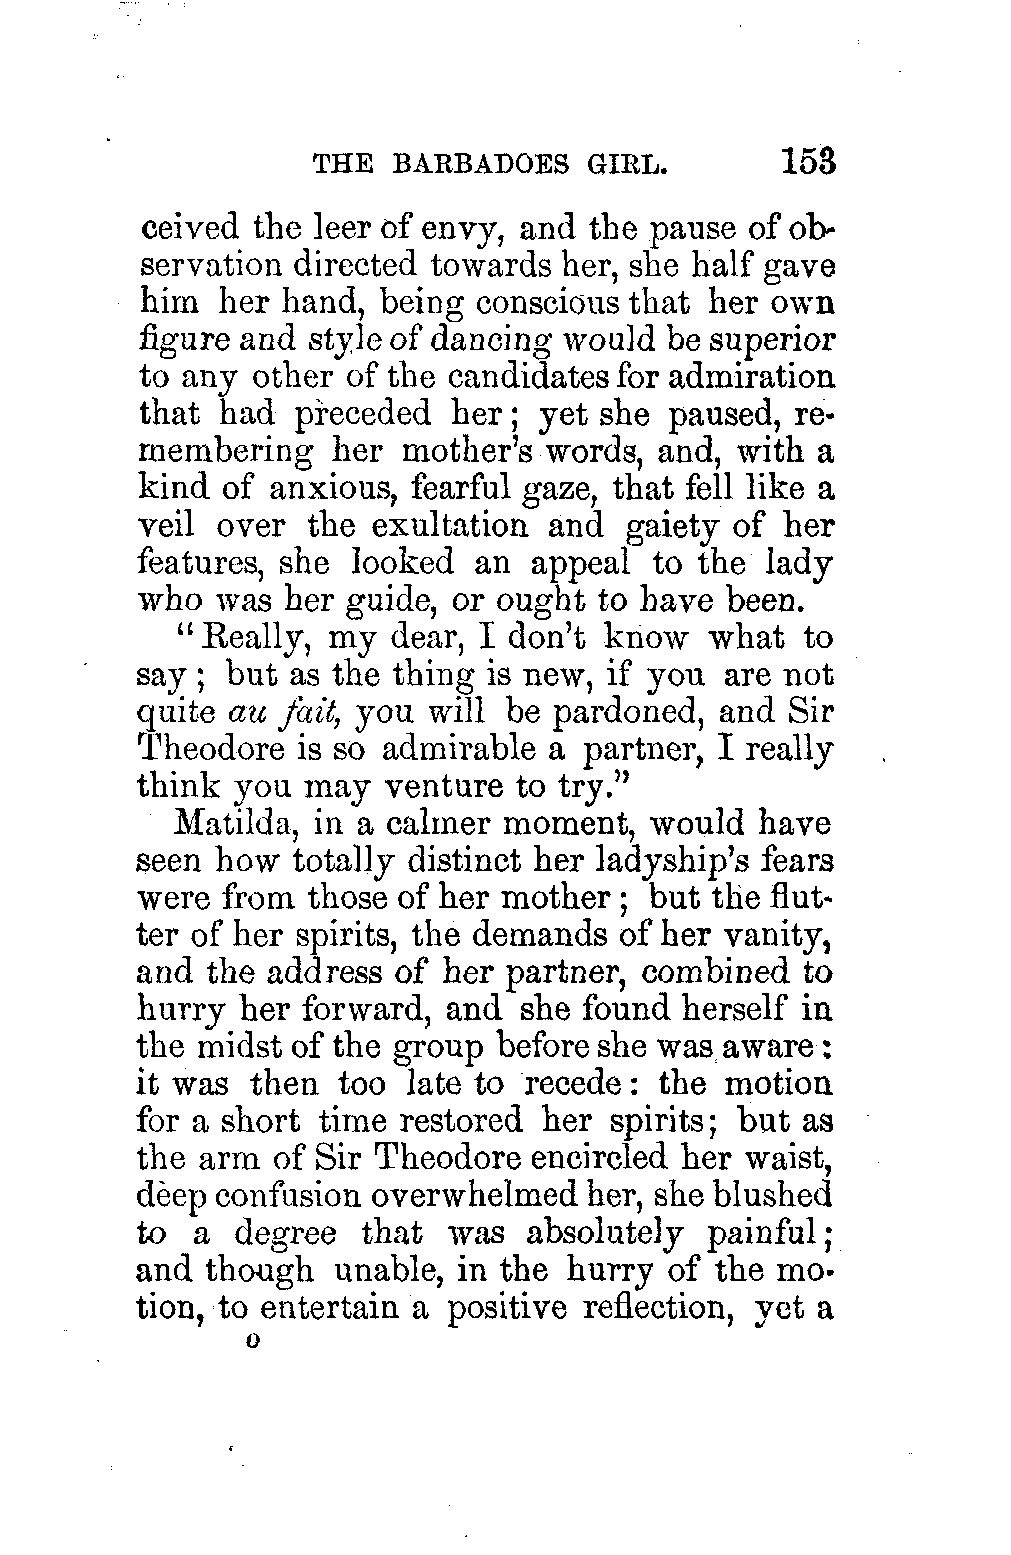 THE BARBADOES GIRL. 153
ceived the leer of envy, and the pause of ob-
servation directed towards her, she half gave
him her hand, being conscious that her own
figure and style of dancing would be superior
to any other of the candidates for admiration
that had preceded her; yet she paused, re-
membering her mother's words, and, with a
kind of anxious, fearful gaze, that fell like a
veil over the exultation and gaiety of her
features, she looked an appeal to the lady
who was her guide, or ought to have been.
"Really, my dear, I don't know what to
say; but as the thing is new, if you are not
quite au fait, you will be pardoned, and Sir
Theodore is so admirable a partner, I really
think you may venture to try."
Matilda, in a calmer moment, would have
seen how totally distinct her ladyship's fears
were from those of her mother; but the flut-
ter of her spirits, the demands of her vanity,
and the address of her partner, combined to
hurry her forward, and she found herself in
the midst of the group before she was aware:
it was then too late to recede: the motion
for a short time restored her spirits; but as
the arm of Sir Theodore encircled her waist,
deep confusion overwhelmed her, she blushed
to a degree that was absolutely painful;
and though unable, in the hurry of the mo-
tion, to entertain a positive reflection, yet a
O